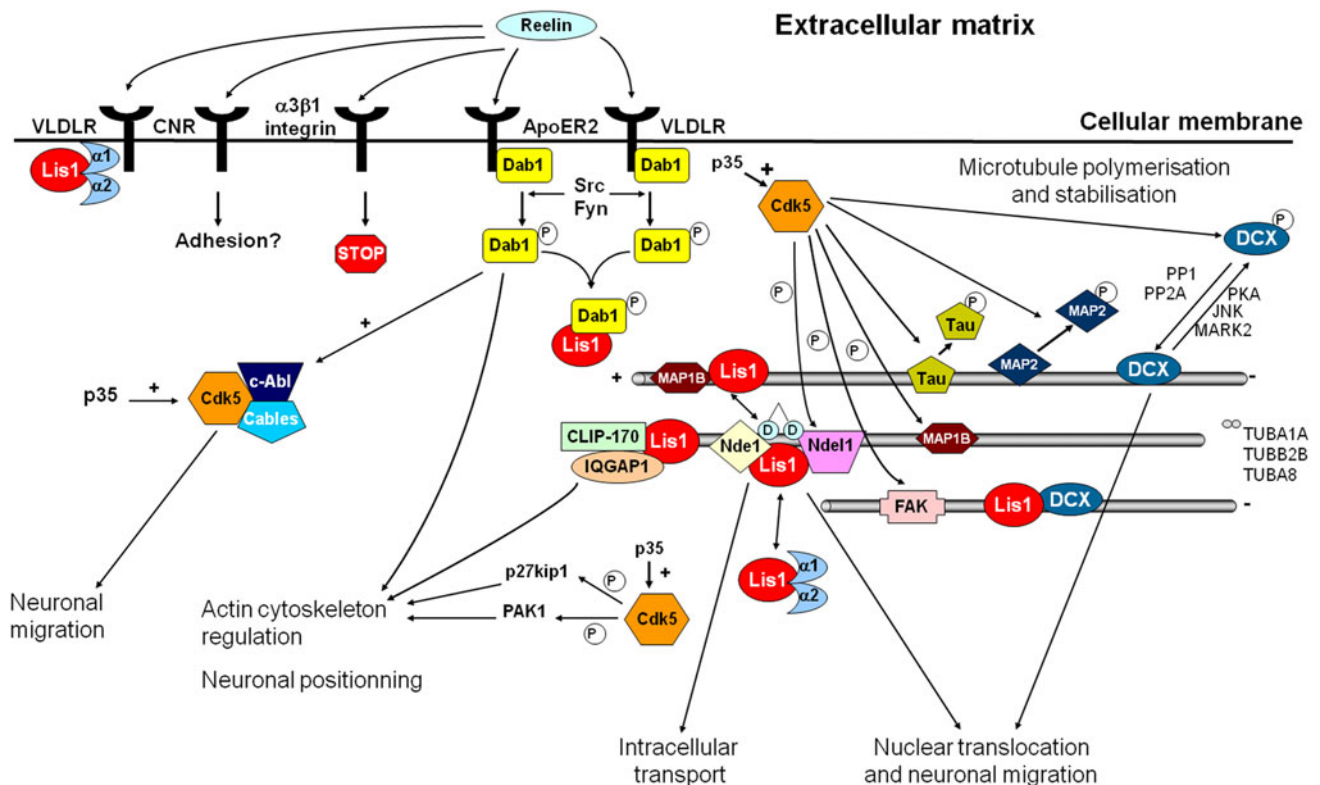 Extracellular matrix
Reelin
VLDLR
CNR
α3β1
integrin
ApoER2
VLDLR
Cellular membrane
Lis1
α1
α2
Dab1
Dab1
Src
Fyn
p35
+
Cdk5
Microtubule polymerisation
and stabilisation
Adhesion?
STOP
Dab1
P
Dab1
P
P
DCX
PP1
PP2A
PKA
JNK
MARK2
+
Dab1
P
Lis1
P
P
P
P
Tau
P
MAP2
p35
+
Cdk5
c-Abl
Cables
+
MAP1B
Lis1
Tau
MAP2
DCX
-
CLIP-170
Lis1
IQGAP1
Nde1
D
D
Lis1
Ndel1
MAP1B
∞
TUBA1A
TUBB2B
TUBA8
FAK
Lis1
DCX
-
p35
+
p27kip1
P
PAK1
P
Cdk5
Lis1
α1
α2
Neuronal
migration
Actin cytoskeleton
regulation
Neuronal positionning
Intracellular
transport
Nuclear translocation
and neuronal migration